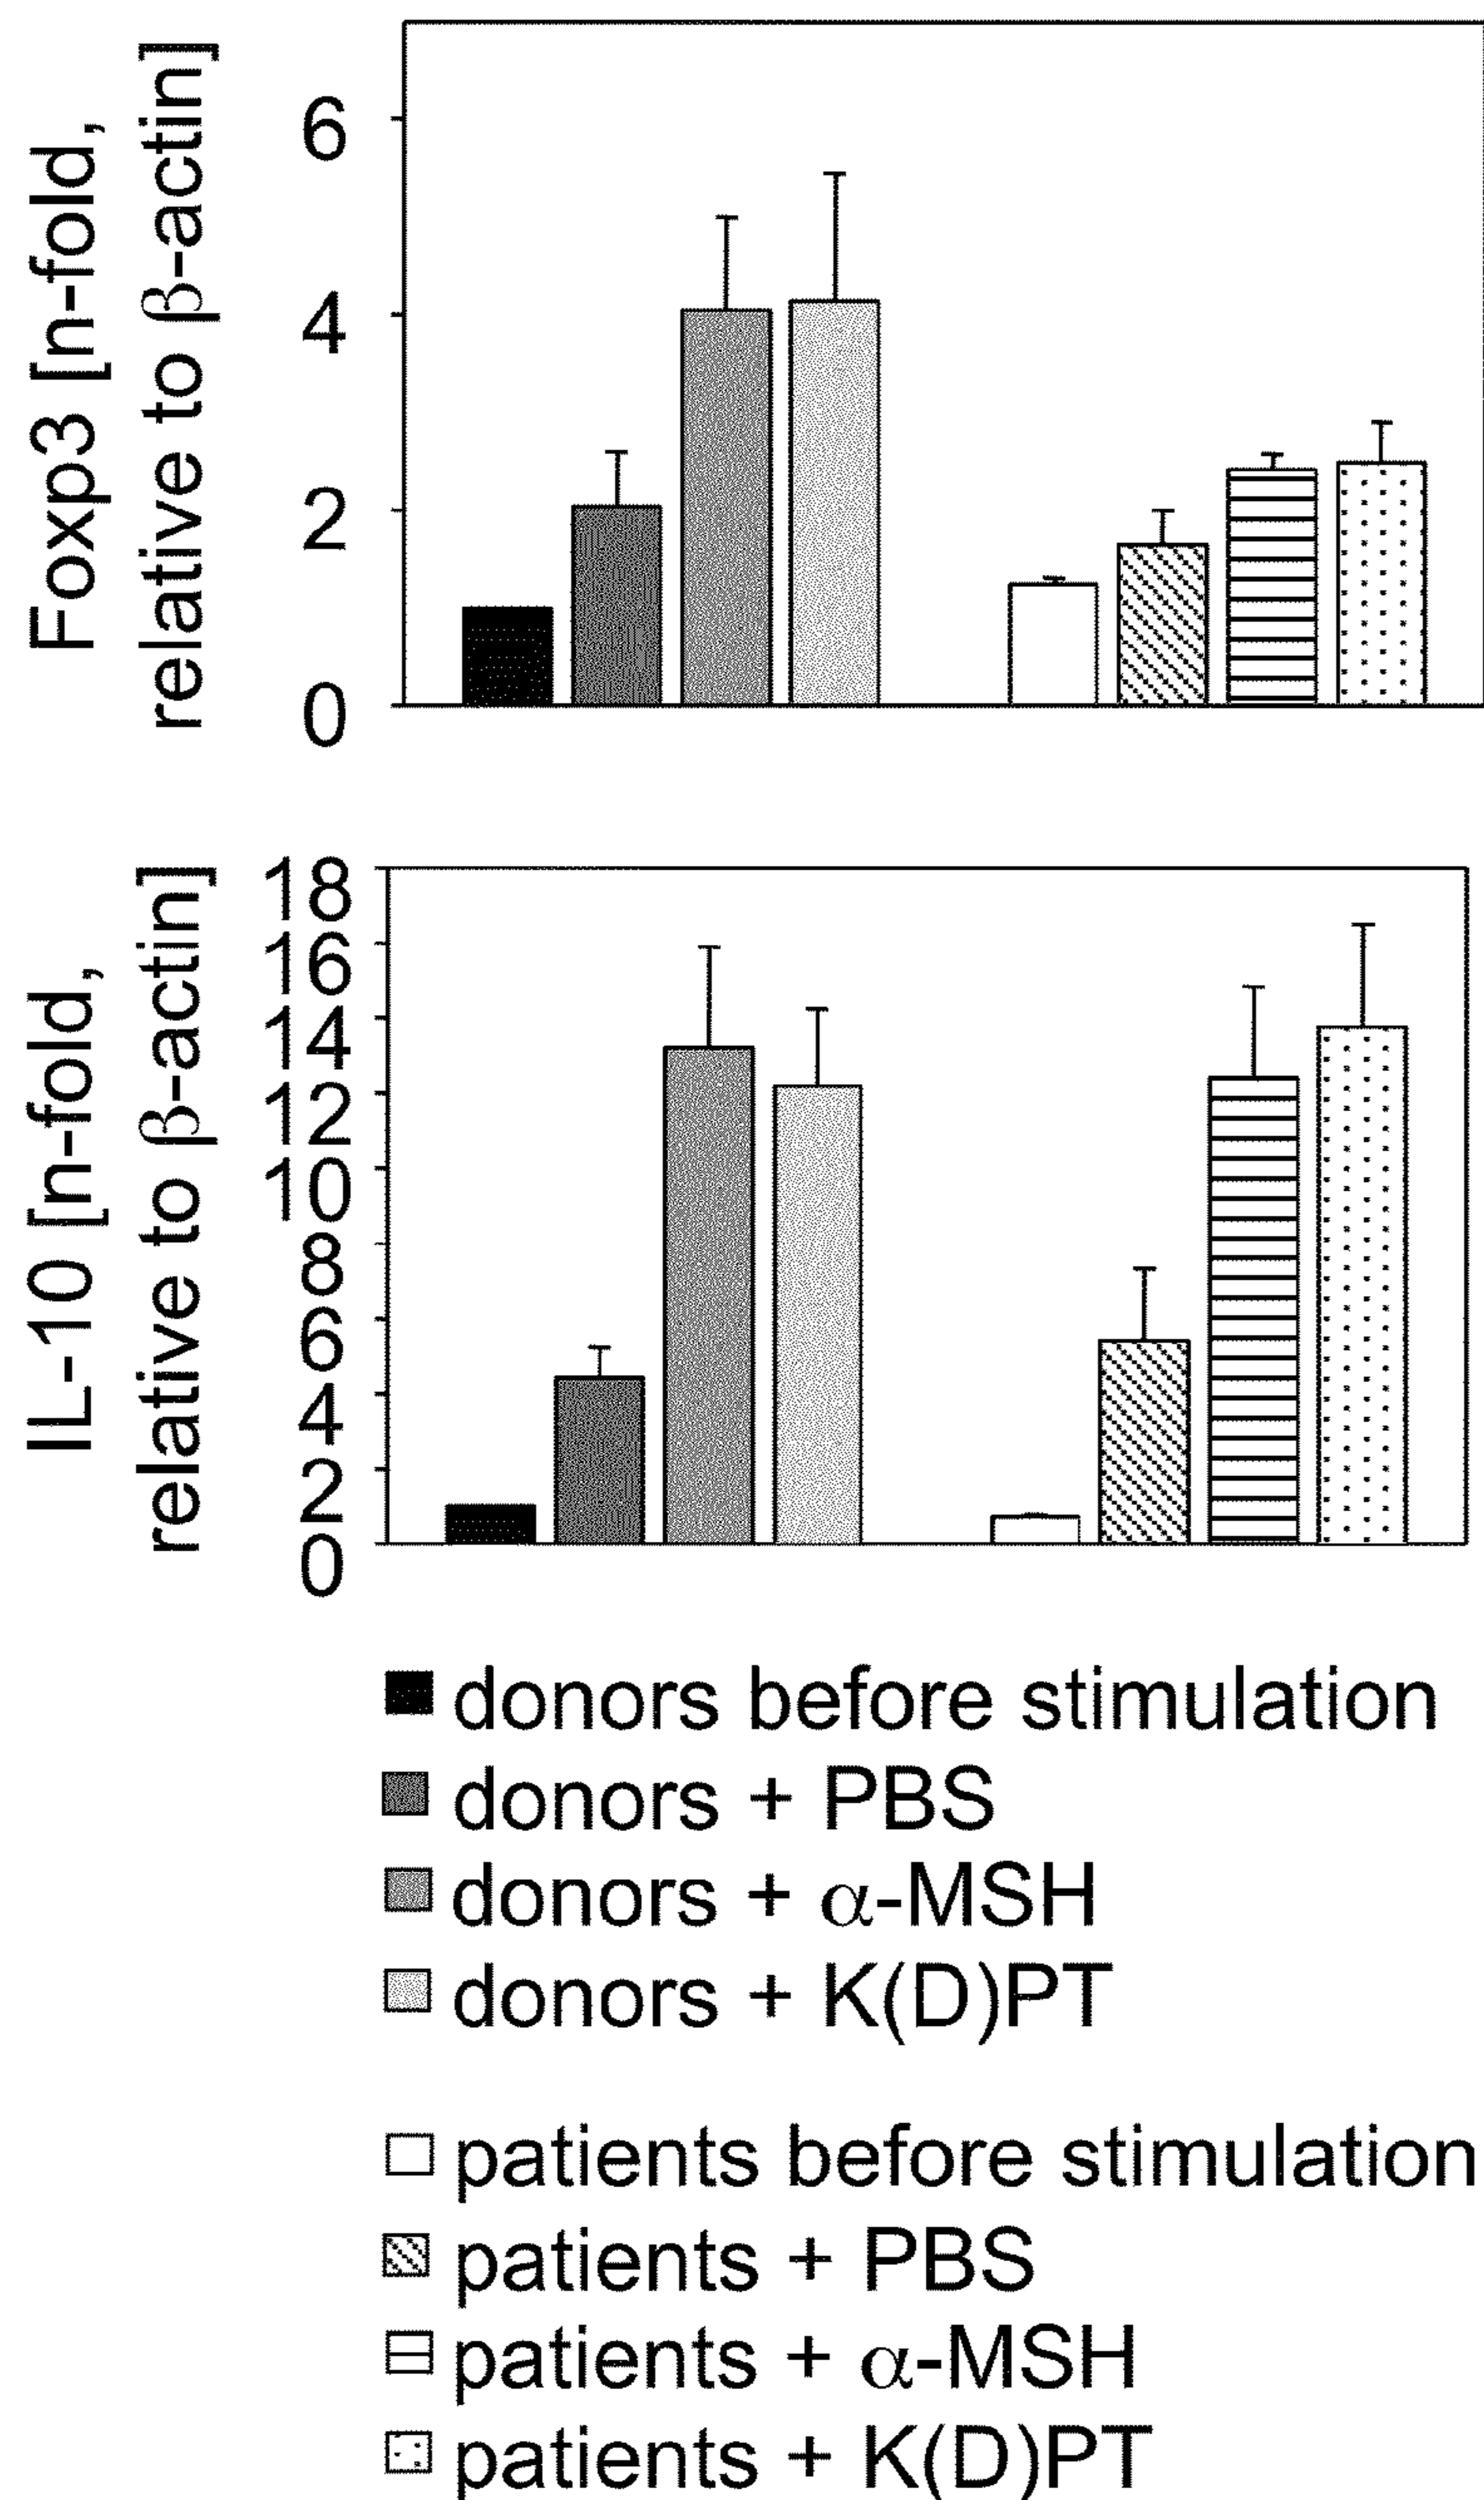 Foxp3 [n-fold,
relative to β-actin]
6
4
2
0
IL-10 [n-fold,
relative to β-actin]
18
16
14
12
10
8
6
4
2
0
donors before stimulation
donors + PBS
donors + α-MSH
donors + K(D)PT
patients before stimulation
patients + PBS
patients + α-MSH
patients + K(D)PT